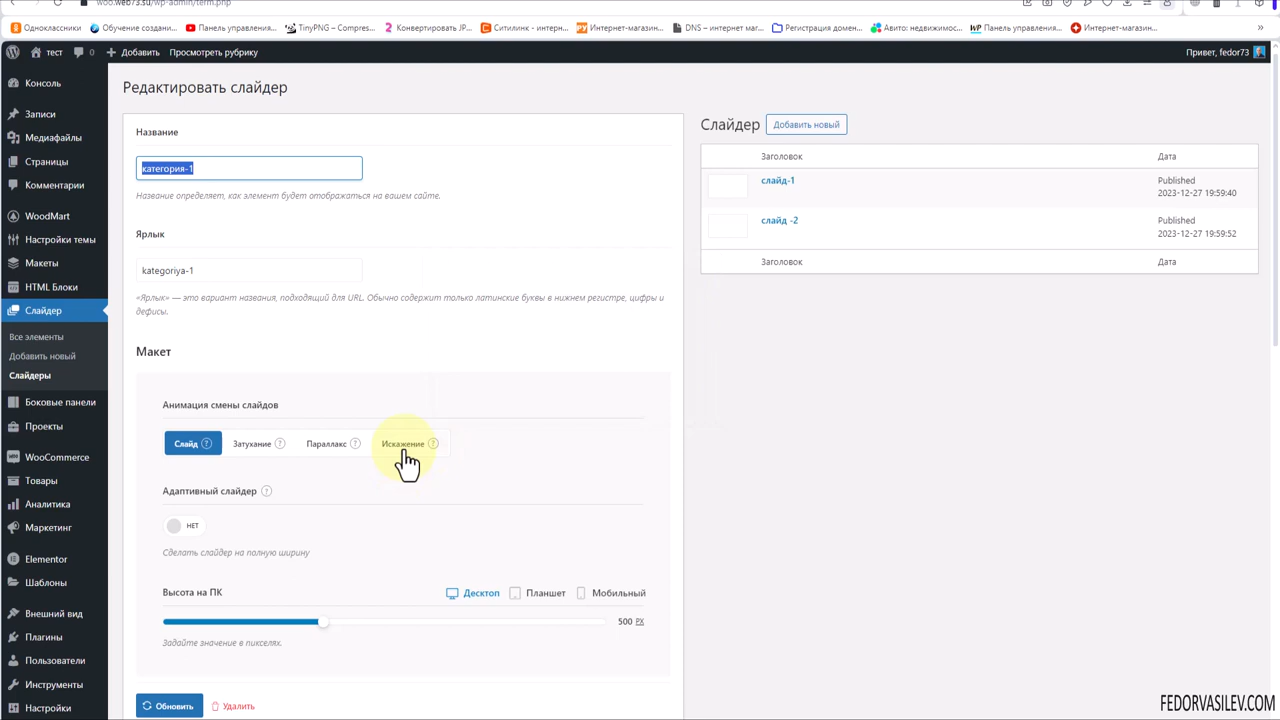 woo.web73.su/wp-admin/term.php
Одноклассники
Обучение создани...
Панель управления...
TinyPNG – Compres...
Конвертировать JP...
Ситилинк - интерн...
Интернет-магазин...
DNS – интернет маг...
Регистрация домен...
Авито: недвижимос...
Панель управления...
Интернет-магазин...
тест
0
Добавить
Просмотреть рубрику
Привет, fedor73
Консоль
Записи
Медиафайлы
Страницы
Комментарии
WoodMart
Настройки темы
Макеты
HTML Блоки
Слайдер
Все элементы
Добавить новый
Слайдеры
Боковые панели
Проекты
WooCommerce
Товары
Аналитика
Маркетинг
Elementor
Шаблоны
Внешний вид
Плагины
Пользователи
Инструменты
Настройки
Редактировать слайдер
Название
категория-1
Название определяет, как элемент будет отображаться на вашем сайте.
Ярлык
kategoriya-1
«Ярлык» — это вариант названия, подходящий для URL. Обычно содержит только латинские буквы в нижнем регистре, цифры и
дефисы.
Макет
Анимация смены слайдов
Слайд ?
Затухание ?
Параллакс ?
Искажение ?
Адаптивный слайдер ?
НЕТ
Сделать слайдер на полную ширину
Высота на ПК
Десктоп
Планшет
Мобильный
500 PX
Задайте значение в пикселях.
Обновить
Удалить
Слайдер
Добавить новый
Заголовок
Дата
слайд-1
Published
2023-12-27 19:59:40
слайд -2
Published
2023-12-27 19:59:52
Заголовок
Дата
FEDORVASILEV.COM